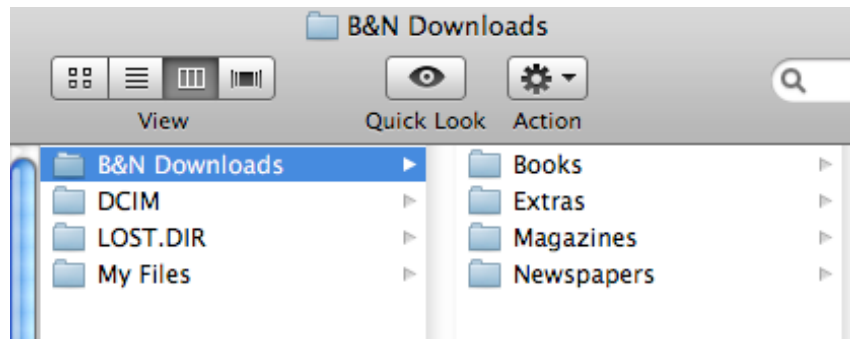 B&N Downloads
View
Quick Look
Action
B&N Downloads
DCIM
LOST.DIR
My Files
Books
Extras
Magazines
Newspapers